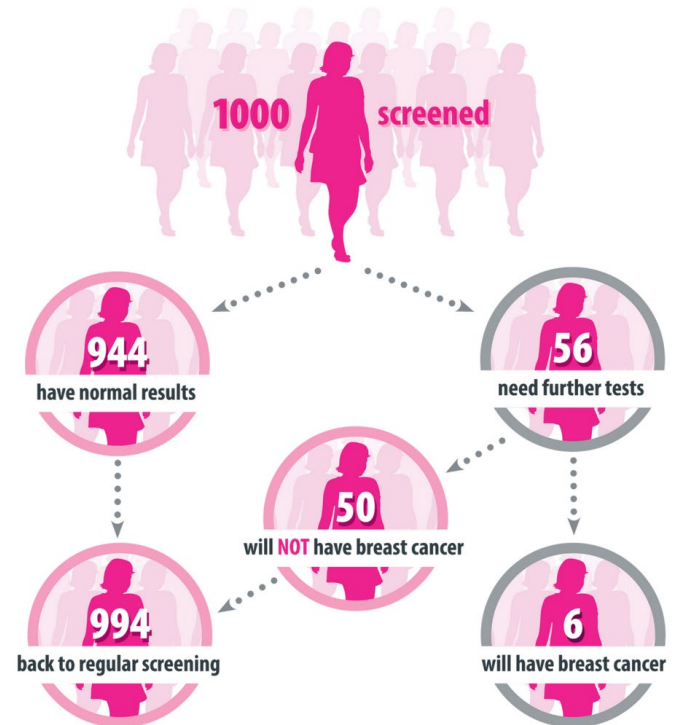 1000 screened
944
have normal results
56
need further tests
50
will NOT have breast cancer
994
back to regular screening
6
will have breast cancer